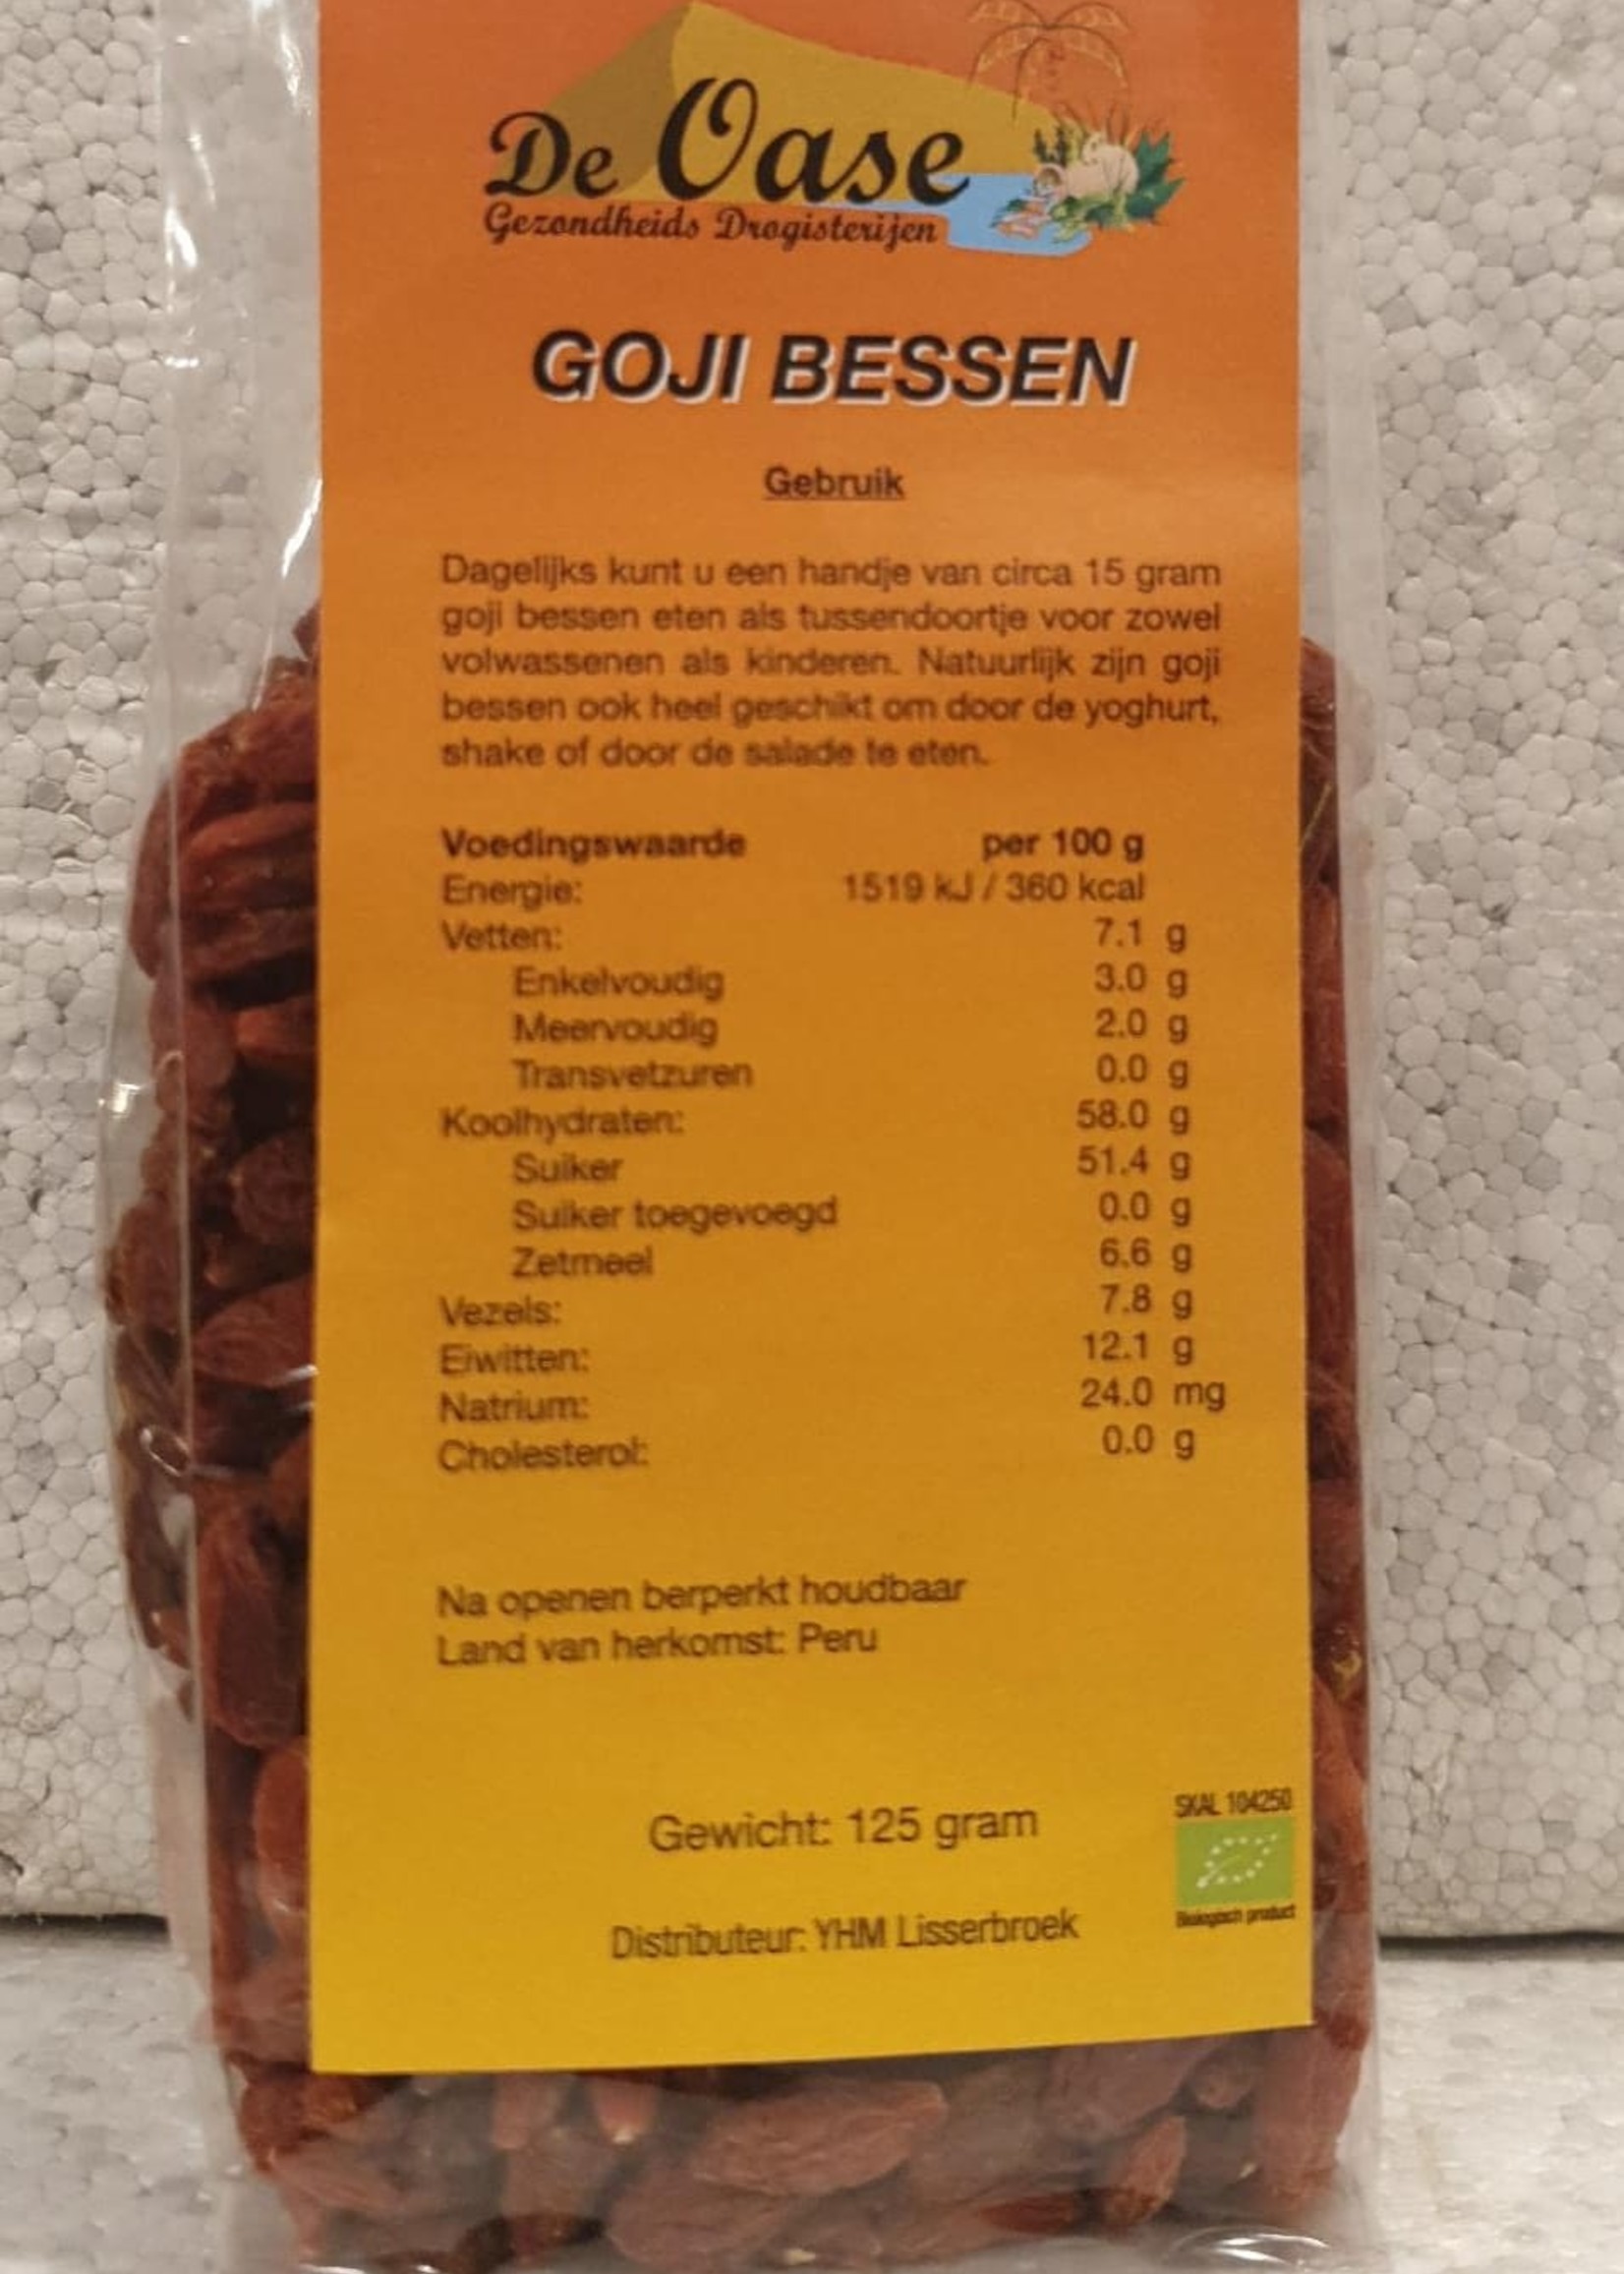 De Oase
Gezondheids Drogisterijen
GOJI BESSEN
Gebruik
Dagelijks kunt u een handje van circa 15 gram
goji bessen eten als tussendoortje voor zowel
volwassenen als kinderen. Natuurlijk zijn goji
bessen ook heel geschikt om door de yoghurt,
shake of door de salade te eten.
Voedingswaarde per 100 g
Energie: 1519 kJ / 360 kcal
Vetten: 7.1 g
Enkelvoudig 3.0 g
Meervoudig 2.0 g
Transvetzuren 0.0 g
Koolhydraten: 58.0 g
Suiker 51.4 g
Suiker toegevoegd 0.0 g
Zetmeel 6.6 g
Vezels: 7.8 g
Eiwitten: 12.1 g
Natrium: 24.0 mg
Cholesterol: 0.0 g
Na openen berperkt houdbaar
Land van herkomst: Peru
Gewicht: 125 gram
SKAL 104250
Biologisch product
Distributeur: YHM Lisserbroek